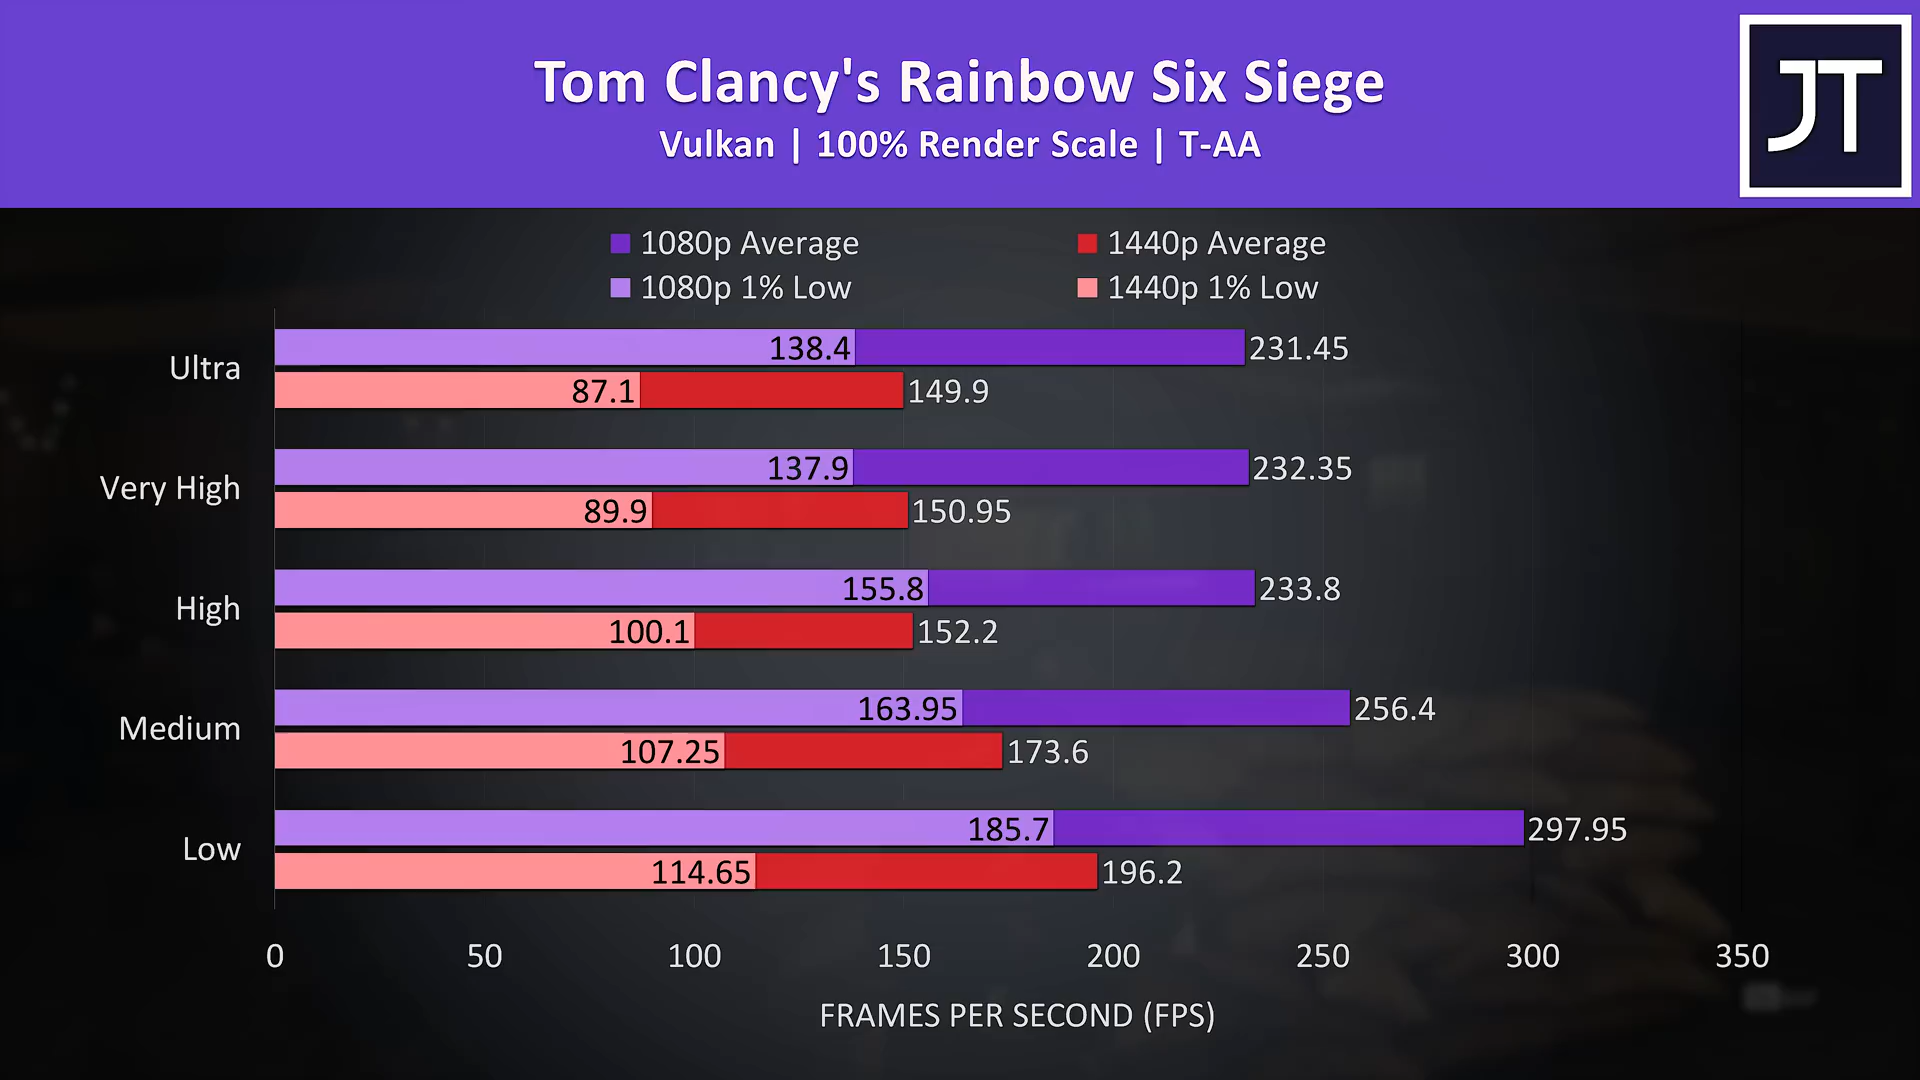 Tom Clancy's Rainbow Six Siege
Vulkan | 100% Render Scale | T-AA
JT
1080p Average
1440p Average
1080p 1% Low
1440p 1% Low
Ultra
138.4
231.45
87.1
149.9
Very High
137.9
232.35
89.9
150.95
High
155.8
233.8
100.1
152.2
Medium
163.95
256.4
107.25
173.6
Low
185.7
297.95
114.65
196.2
0 50 100 150 200 250 300 350
FRAMES PER SECOND (FPS)